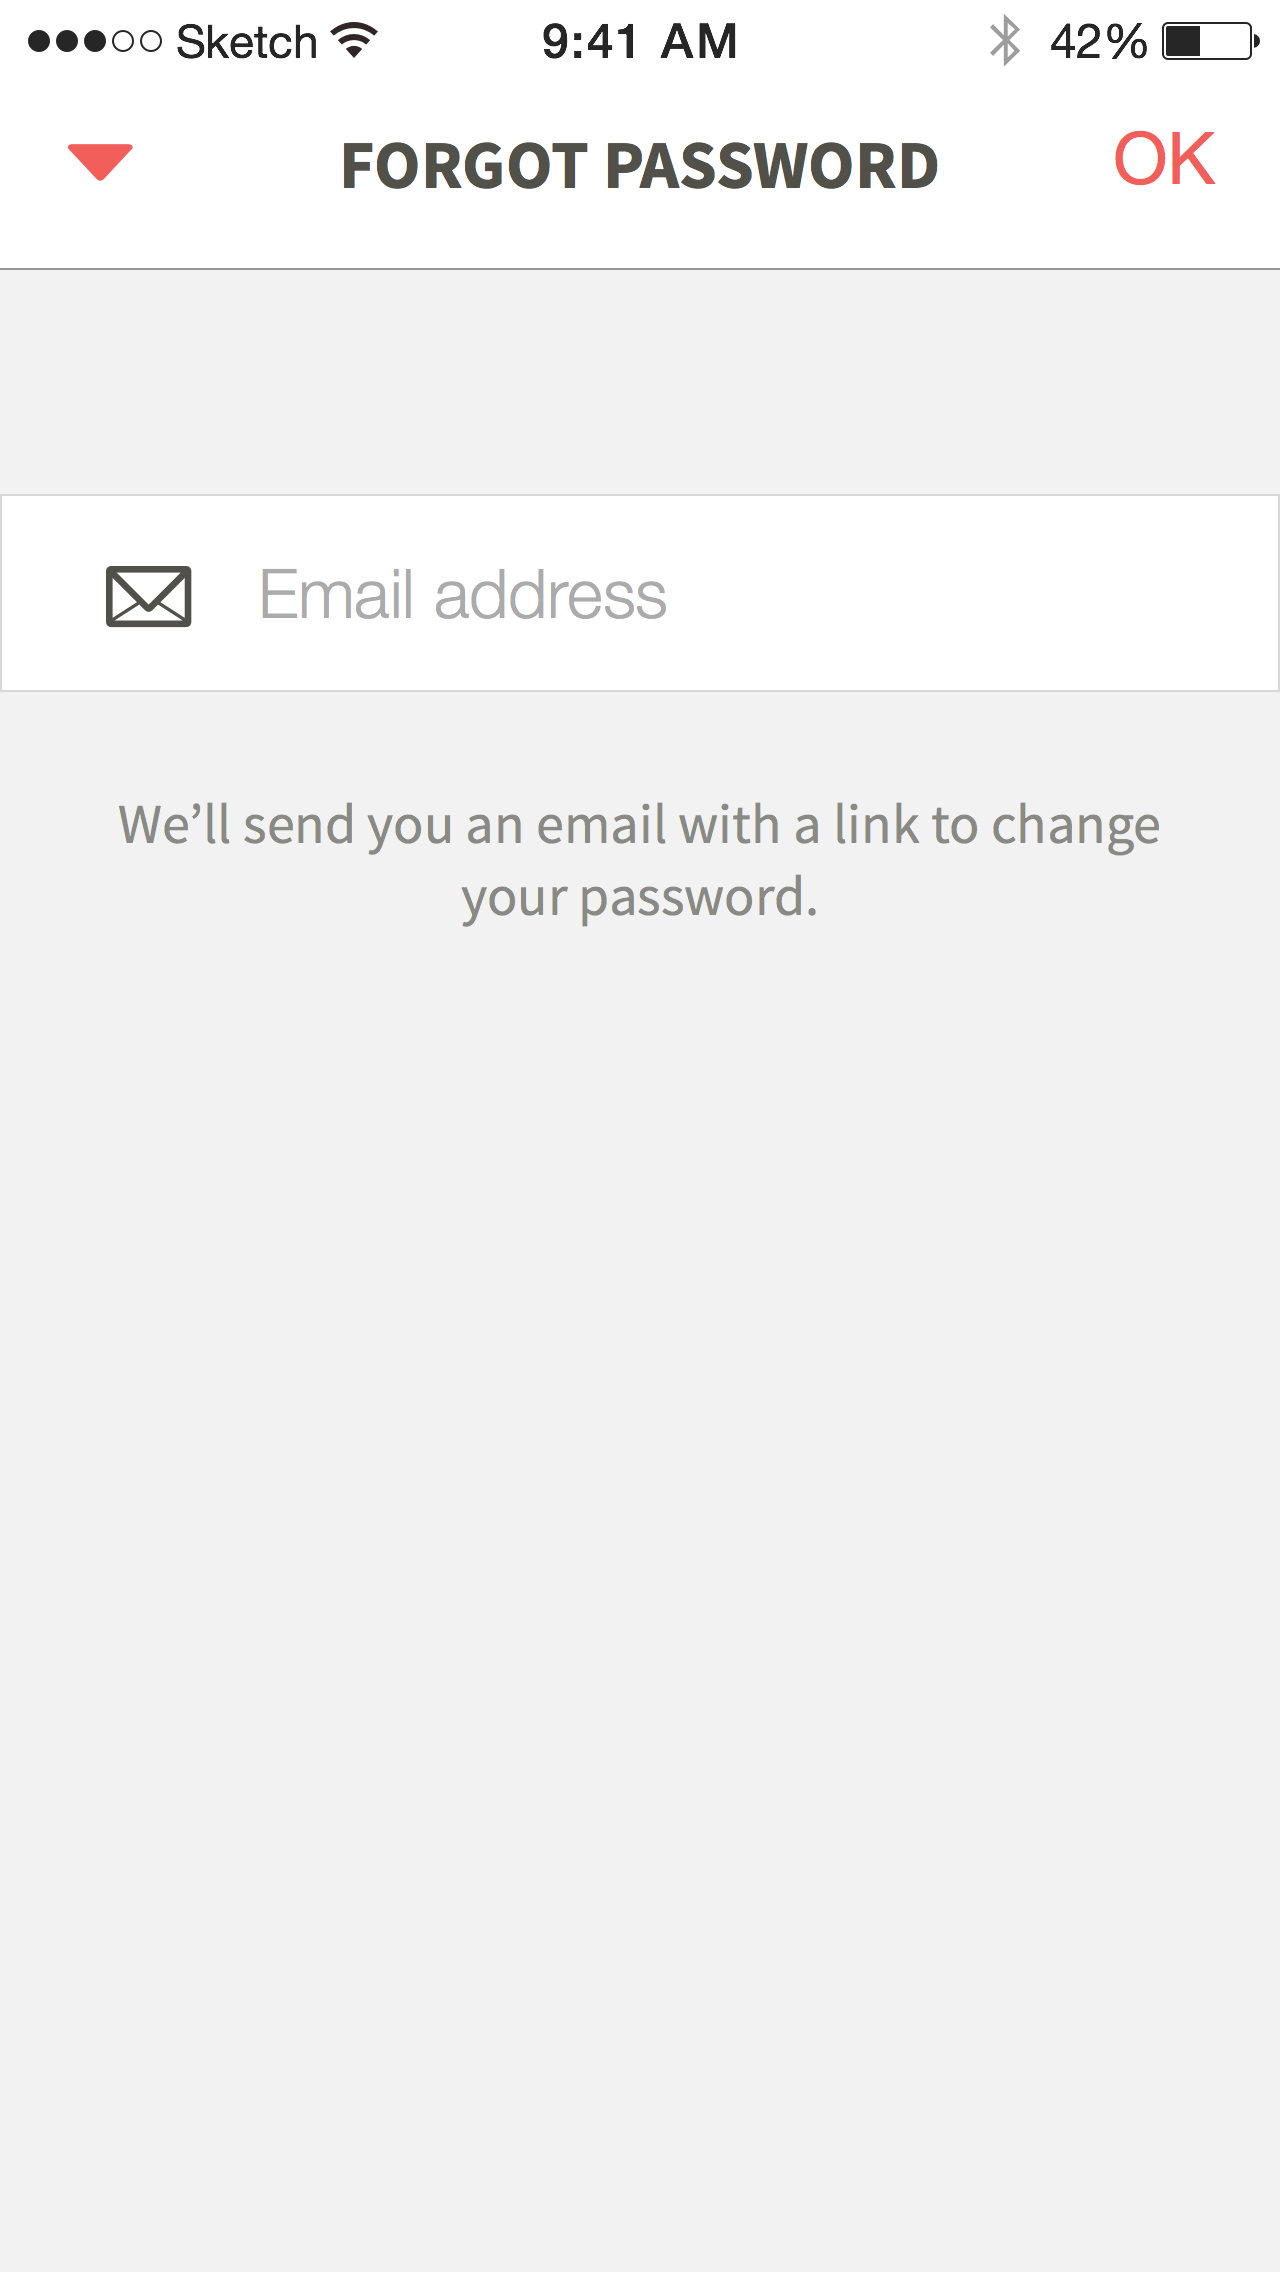 Sketch 9:41 AM 42%
FORGOT PASSWORD OK
Email address
We’ll send you an email with a link to change
your password.